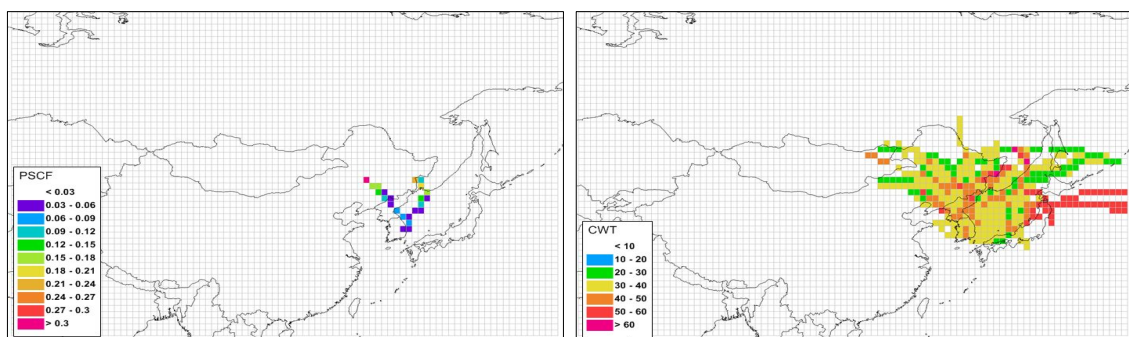 PSCF
< 0.03
0.03 - 0.06
0.06 - 0.09
0.09 - 0.12
0.12 - 0.15
0.15 - 0.18
0.18 - 0.21
0.21 - 0.24
0.24 - 0.27
0.27 - 0.3
> 0.3
CWT
< 10
10 - 20
20 - 30
30 - 40
40 - 50
50 - 60
> 60